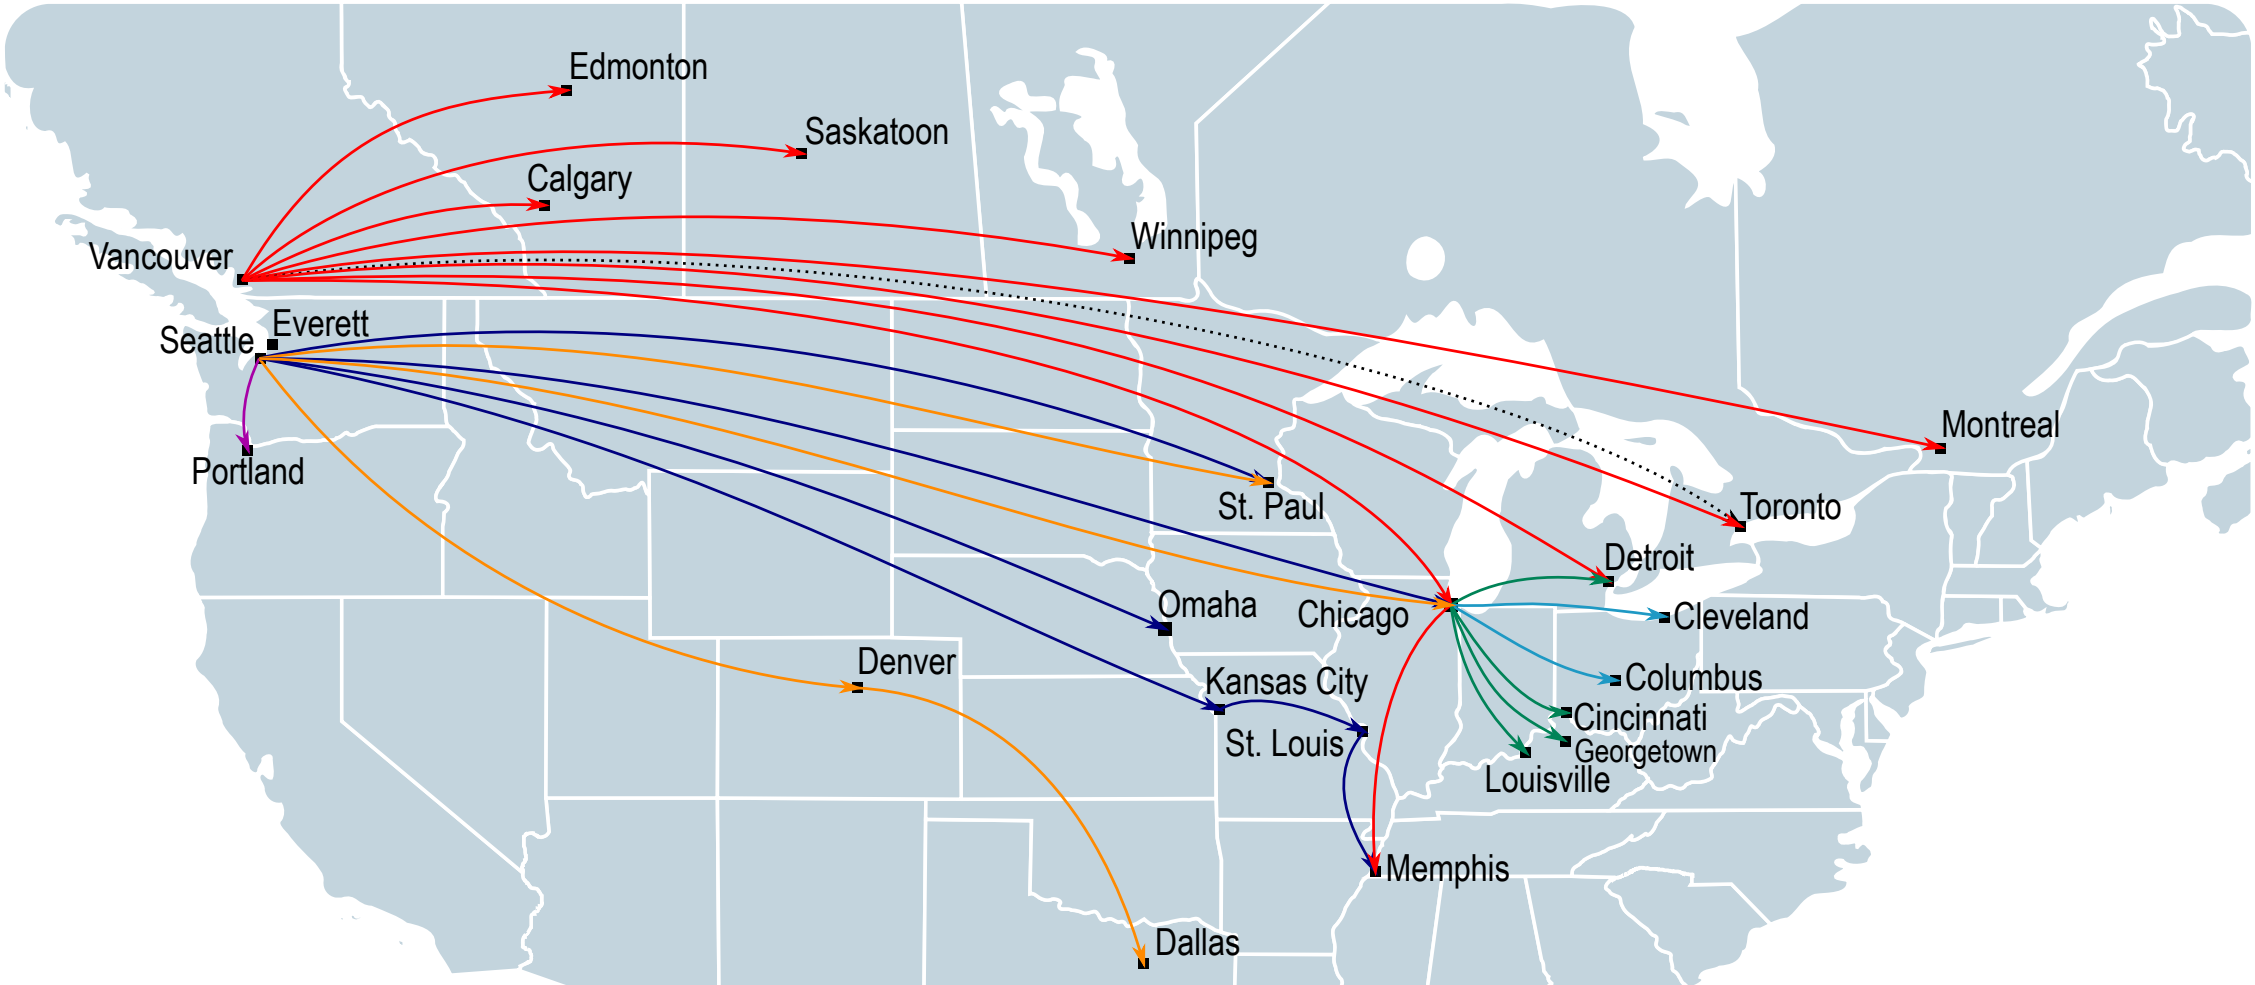 Edmonton
Saskatoon
Calgary
Winnipeg
Vancouver
Everett
Seattle
Montreal
Portland
St. Paul
Toronto
Detroit
Omaha
Chicago
Cleveland
Denver
Kansas City
Columbus
Cincinnati
St. Louis
Georgetown
Louisville
Memphis
Dallas